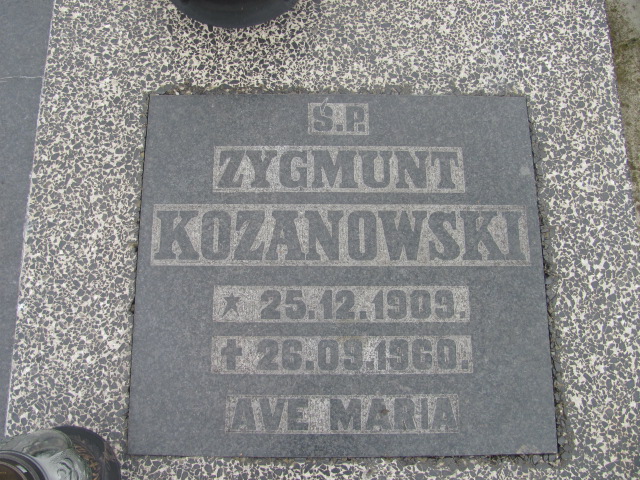 Ś.P.
ZYGMUNT
KOZANOWSKI
* 25.12.1909.
✝ 26.09.1960.
AVE MARIA